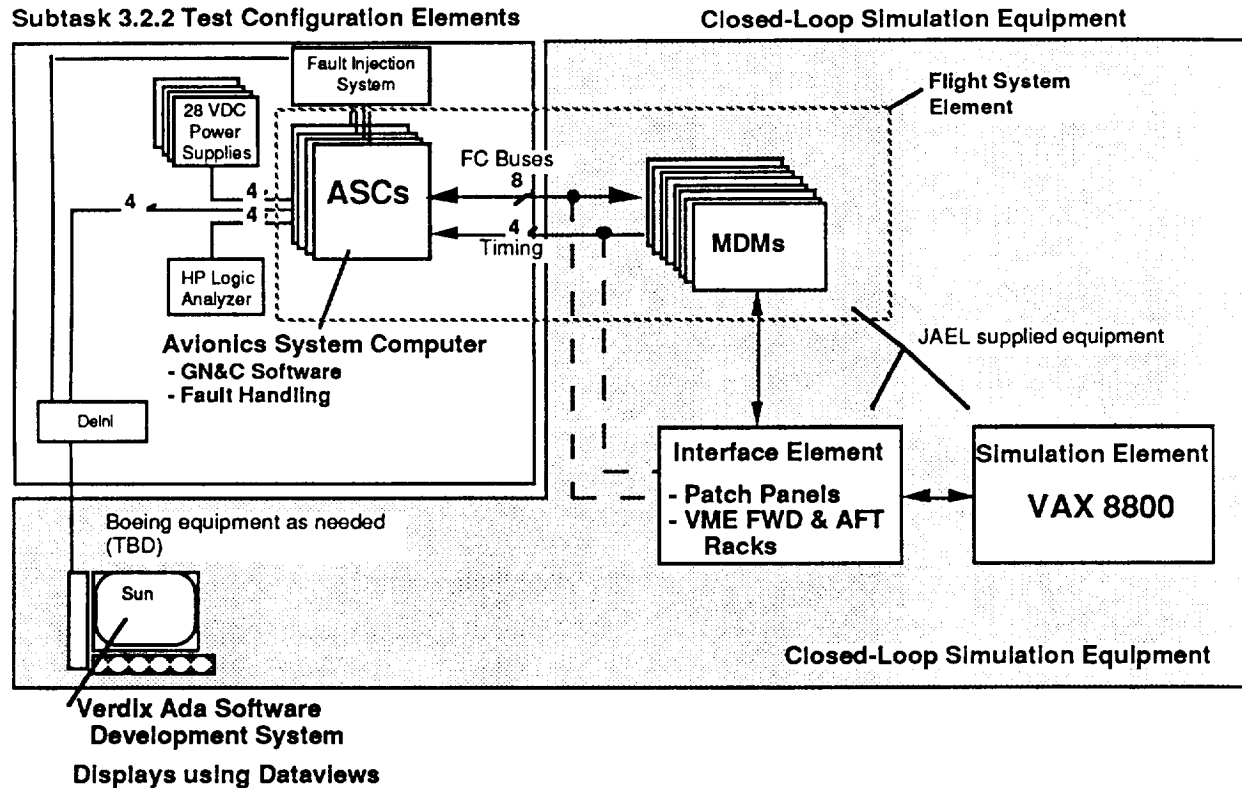 Subtask 3.2.2 Test Configuration Elements
Closed-Loop Simulation Equipment
Fault Injection
System
28 VDC
Power
Supplies
Flight System
Element
ASCs
FC Buses
8
4
Timing
MDMs
4
4
4
HP Logic
Analyzer
Avionics System Computer
- GN&C Software
- Fault Handling
JAEL supplied equipment
Delni
Interface Element
- Patch Panels
- VME FWD & AFT
Racks
Simulation Element
VAX 8800
Boeing equipment as needed
(TBD)
Sun
Closed-Loop Simulation Equipment
Verdix Ada Software
Development System
Displays using Dataviews